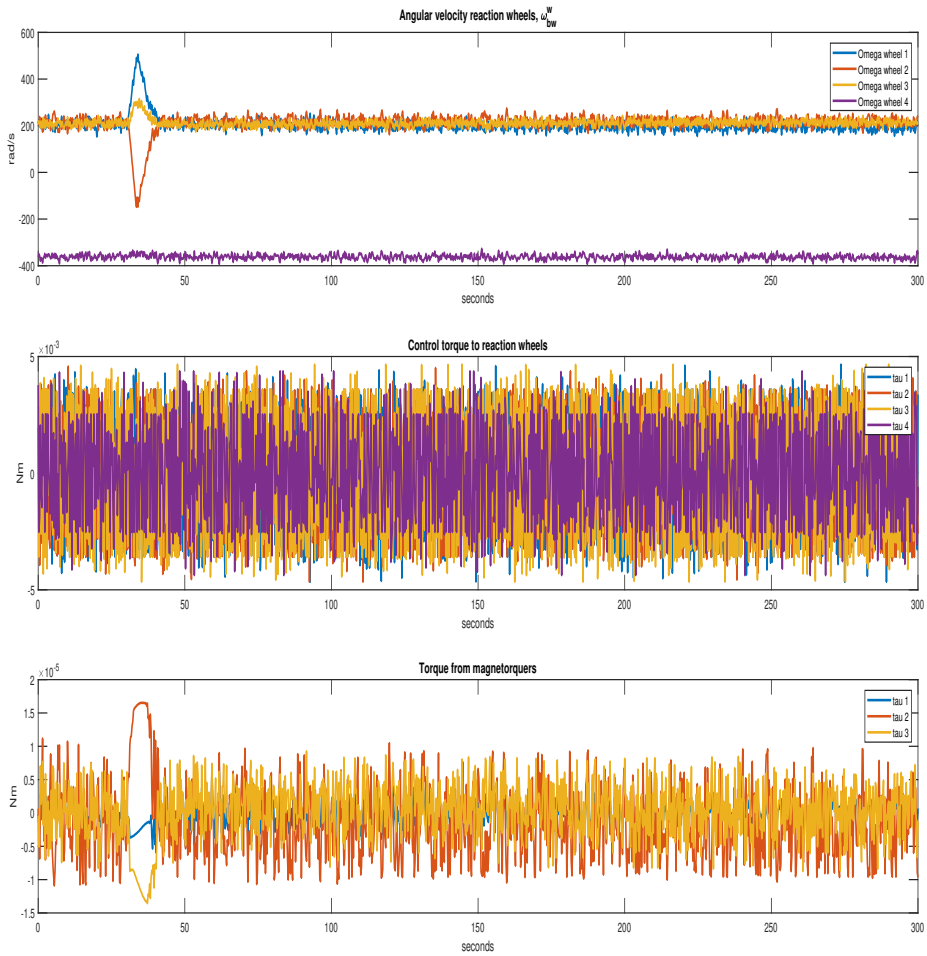 Angular velocity reaction wheels, ω^w_bw
600
400
200
0
-200
-400
rad/s
0 50 100 150 200 250 300
seconds
Omega wheel 1
Omega wheel 2
Omega wheel 3
Omega wheel 4
Control torque to reaction wheels
×10^-3
5
0
-5
Nm
0 50 100 150 200 250 300
seconds
tau 1
tau 2
tau 3
tau 4
Torque from magnetorquers
×10^-5
2
1.5
1
0.5
0
-0.5
-1
-1.5
Nm
0 50 100 150 200 250 300
seconds
tau 1
tau 2
tau 3